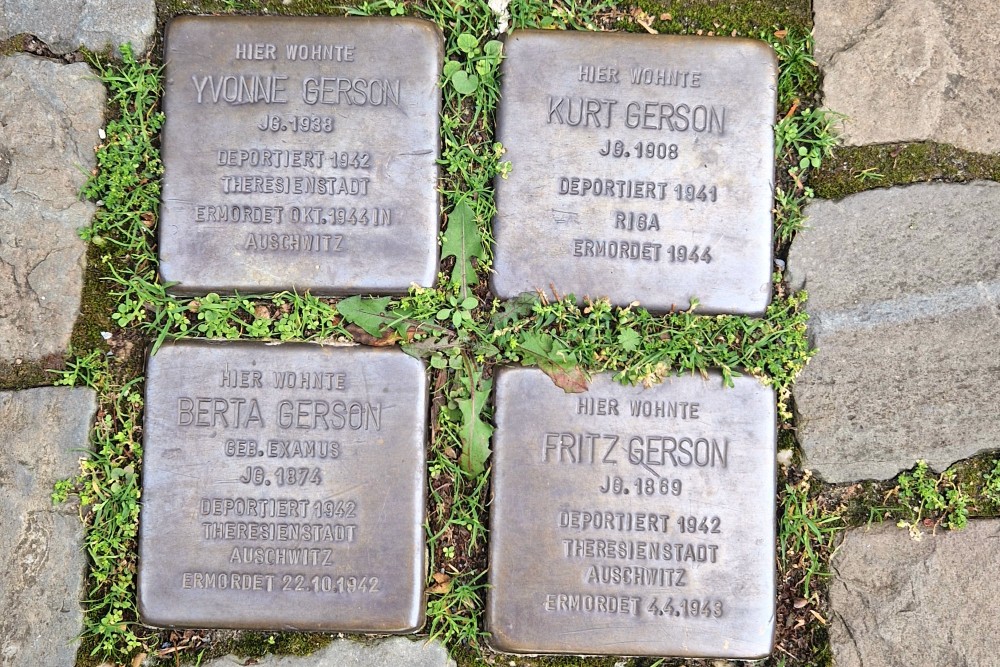 HIER WOHNTE
YVONNE GERSON
JG. 1938
DEPORTIERT 1942
THERESIENSTADT
ERMORDET OKT. 1944 IN
AUSCHWITZ
HIER WOHNTE
KURT GERSON
JG. 1908
DEPORTIERT 1941
RIGA
ERMORDET 1944
HIER WOHNTE
BERTA GERSON
GEB. EXAMUS
JG. 1874
DEPORTIERT 1942
THERESIENSTADT
AUSCHWITZ
ERMORDET 22.10.1942
HIER WOHNTE
FRITZ GERSON
JG. 1869
DEPORTIERT 1942
THERESIENSTADT
AUSCHWITZ
ERMORDET 4.4.1943